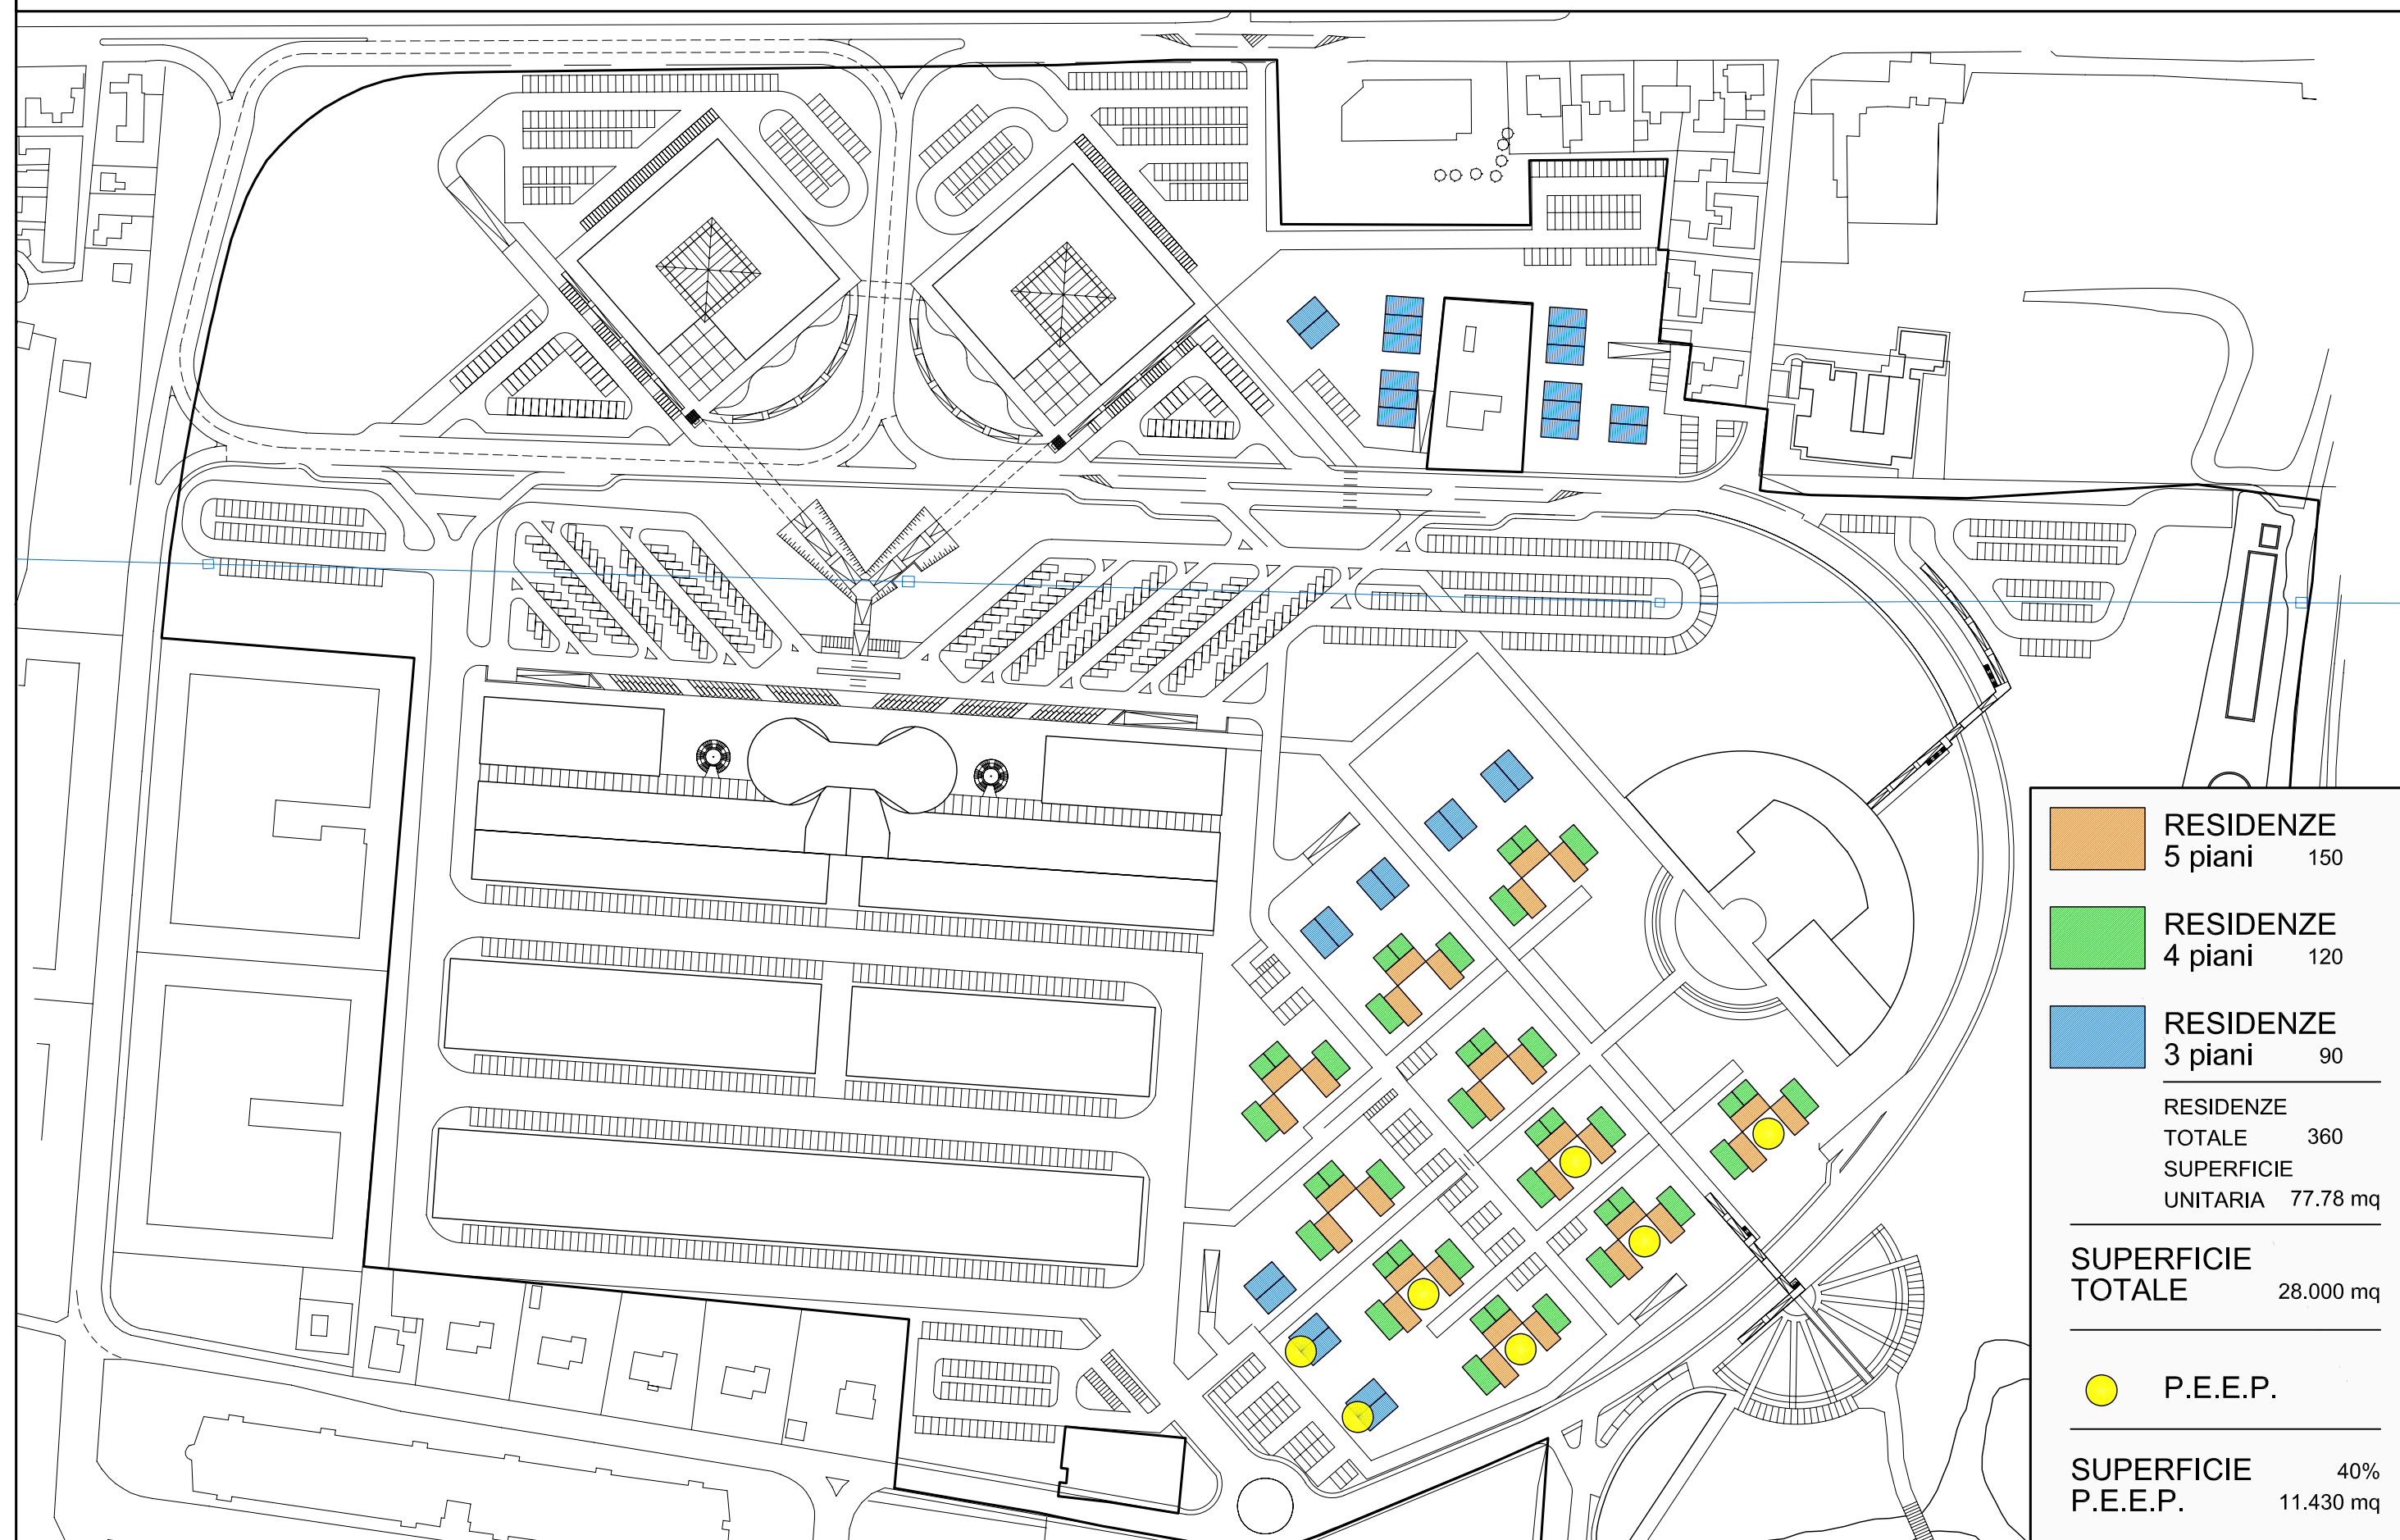 RESIDENZE
5 piani 150
RESIDENZE
4 piani 120
RESIDENZE
3 piani 90
RESIDENZE
TOTALE 360
SUPERFICIE
UNITARIA 77.78 mq
SUPERFICIE
TOTALE 28.000 mq
P.E.E.P.
SUPERFICIE 40%
P.E.E.P. 11.430 mq